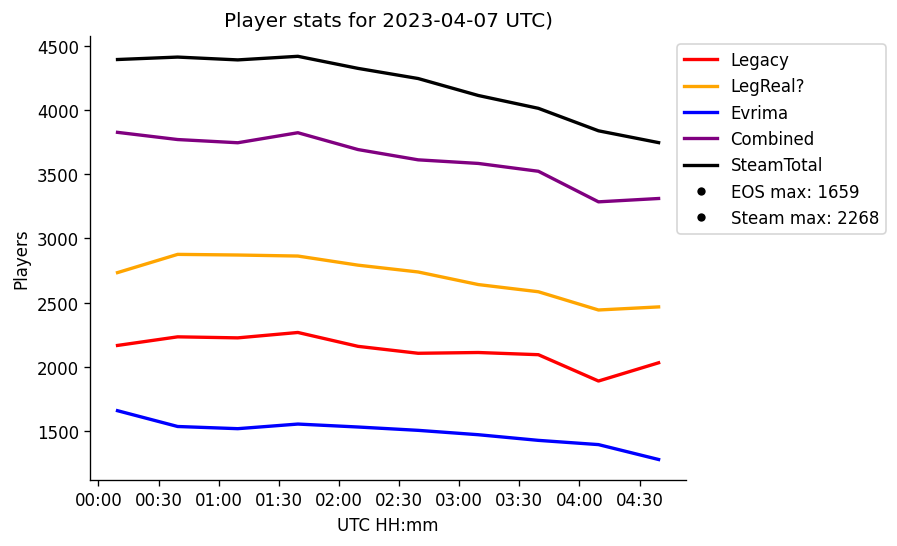 Player stats for 2023-04-07 UTC)
4500
4000
3500
3000
2500
2000
1500
Players
00:00 00:30 01:00 01:30 02:00 02:30 03:00 03:30 04:00 04:30
UTC HH:mm
Legacy
LegReal?
Evrima
Combined
SteamTotal
EOS max: 1659
Steam max: 2268